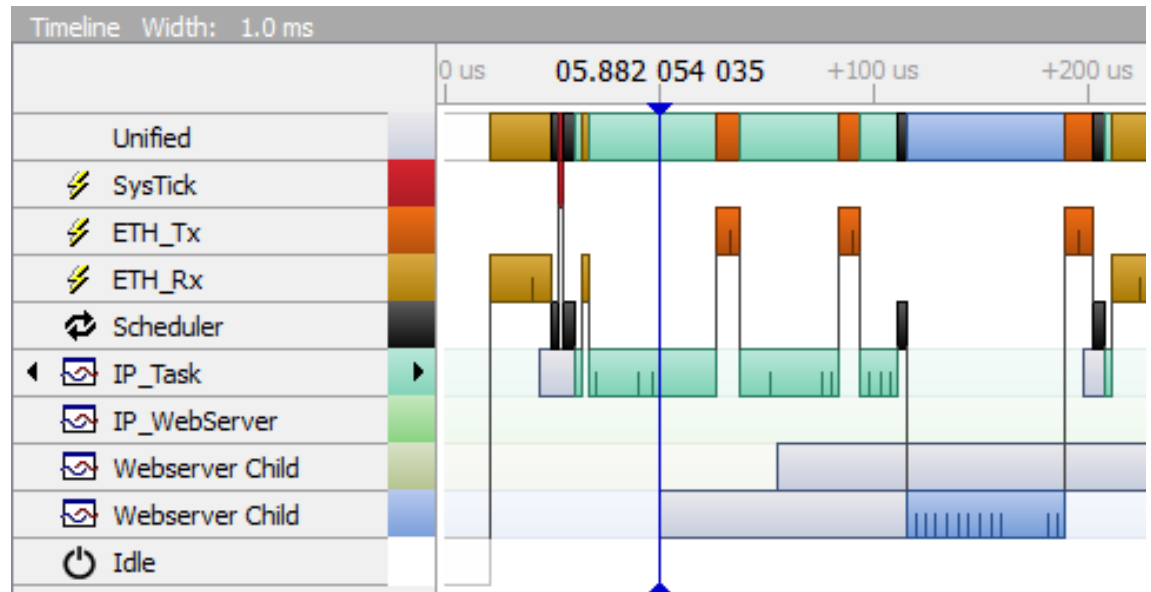 Timeline Width: 1.0 ms
0 us 05.882 054 035 +100 us +200 us
Unified
SysTick
ETH_Tx
ETH_Rx
Scheduler
IP_Task
IP_WebServer
Webserver Child
Webserver Child
Idle